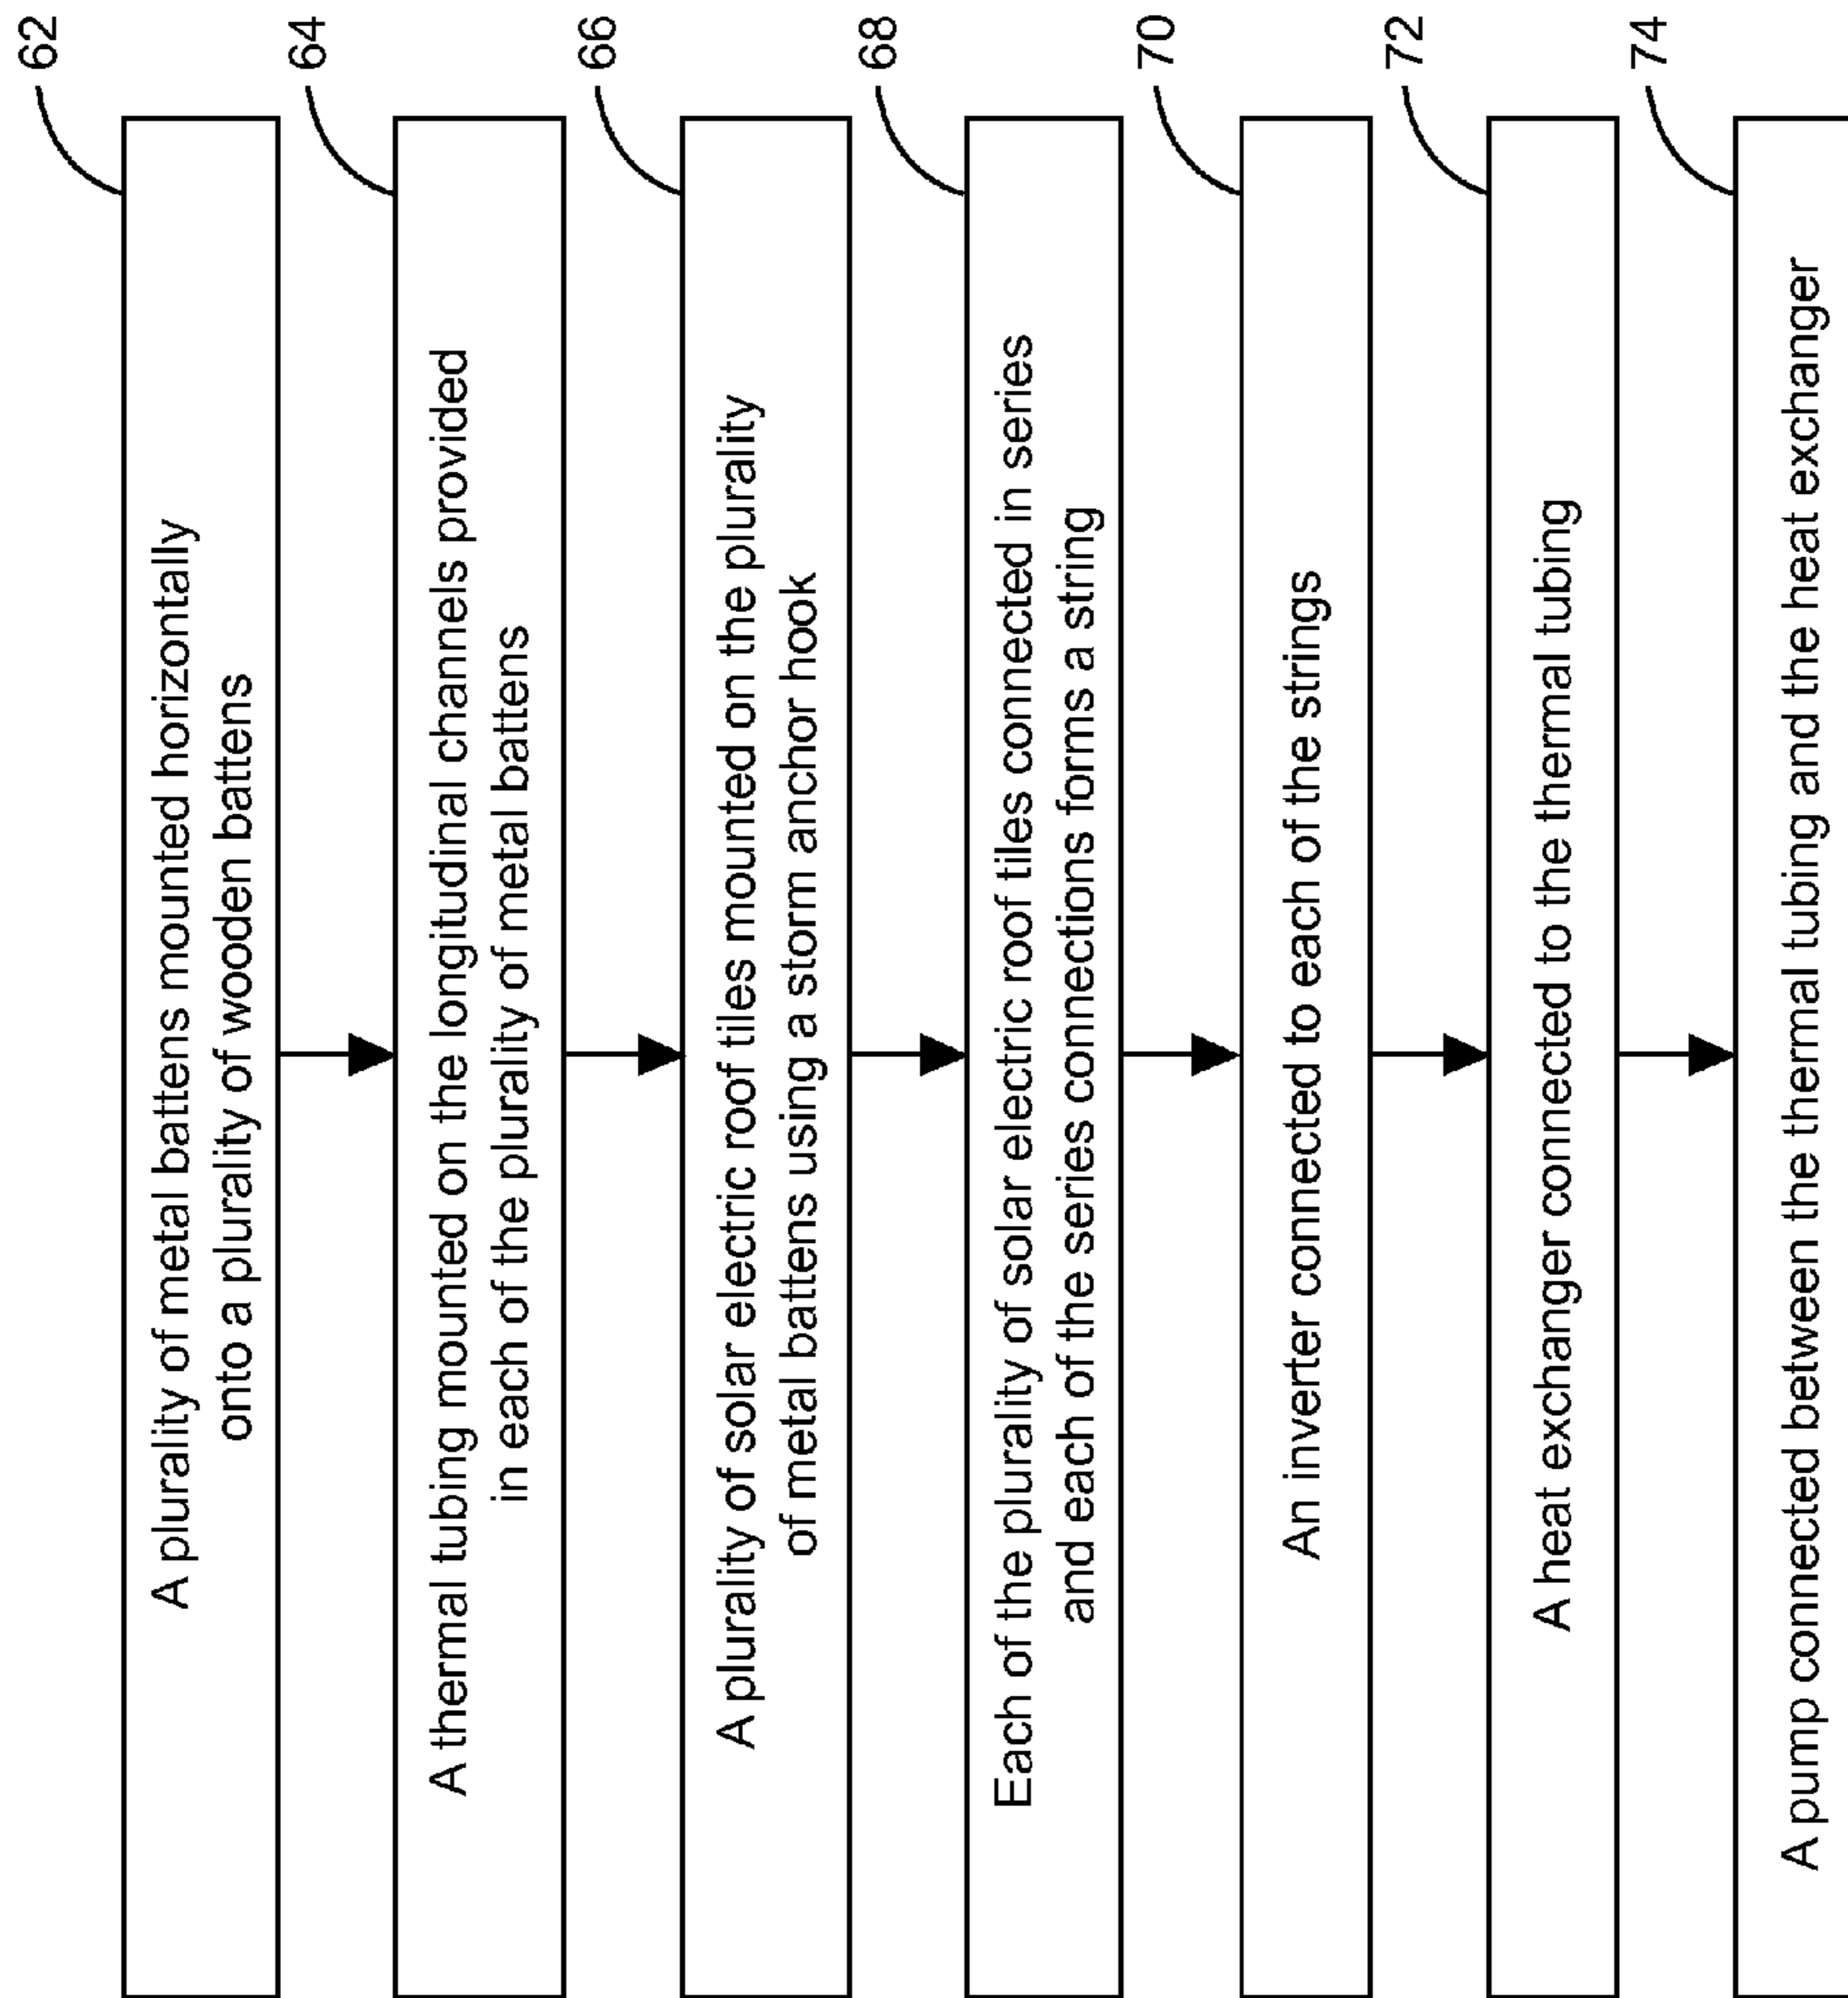 62
A plurality of metal battens mounted horizontally
onto a plurality of wooden battens
64
A thermal tubing mounted on the longitudinal channels provided
in each of the plurality of metal battens
66
A plurality of solar electric roof tiles mounted on the plurality
of metal battens using a storm anchor hook
68
Each of the plurality of solar electric roof tiles connected in series
and each of the series connections forms a string
70
An inverter connected to each of the strings
72
A heat exchanger connected to the thermal tubing
74
A pump connected between the thermal tubing and the heat exchanger